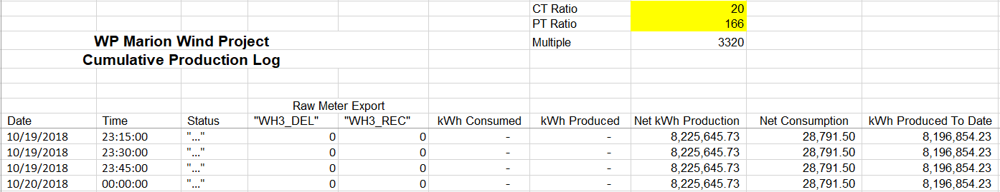 CT Ratio 20
PT Ratio 166
WP Marion Wind Project Multiple 3320
Cumulative Production Log
Raw Meter Export
Date Time Status "WH3_DEL" "WH3_REC" kWh Consumed kWh Produced Net kWh Production Net Consumption kWh Produced To Date
10/19/2018 23:15:00 "..." 0 0 - - 8,225,645.73 28,791.50 8,196,854.23
10/19/2018 23:30:00 "..." 0 0 - - 8,225,645.73 28,791.50 8,196,854.23
10/19/2018 23:45:00 "..." 0 0 - - 8,225,645.73 28,791.50 8,196,854.23
10/20/2018 00:00:00 "..." 0 0 - - 8,225,645.73 28,791.50 8,196,854.23